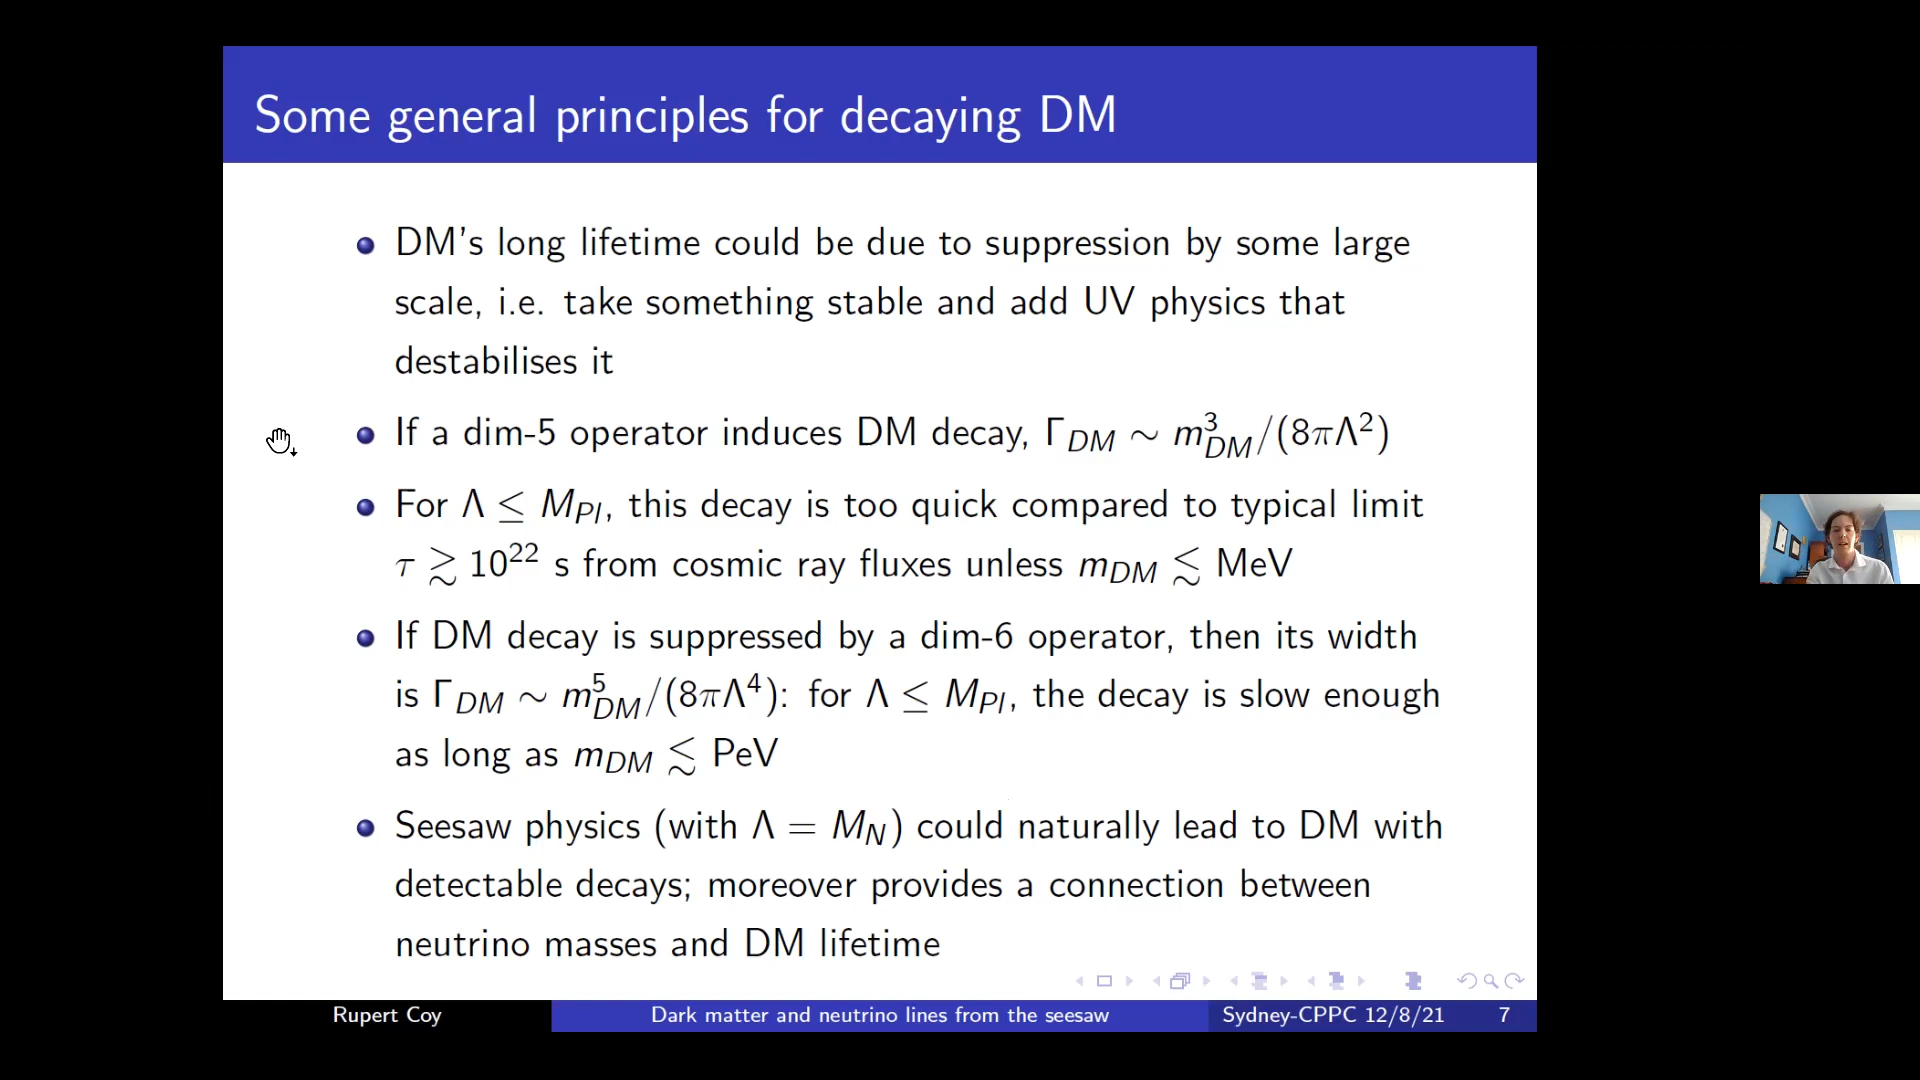 Some general principles for decaying DM
DM's long lifetime could be due to suppression by some large
scale, i.e. take something stable and add UV physics that
destabilises it
If a dim-5 operator induces DM decay, Γ_DM ∼ m³_DM/(8πΛ²)
For Λ ≤ M_Pl, this decay is too quick compared to typical limit
τ ≳ 10²² s from cosmic ray fluxes unless m_DM ≲ MeV
If DM decay is suppressed by a dim-6 operator, then its width
is Γ_DM ∼ m⁵_DM/(8πΛ⁴): for Λ ≤ M_Pl, the decay is slow enough
as long as m_DM ≲ PeV
Seesaw physics (with Λ = M_N) could naturally lead to DM with
detectable decays; moreover provides a connection between
neutrino masses and DM lifetime
Rupert Coy
Dark matter and neutrino lines from the seesaw
Sydney-CPPC 12/8/21
7